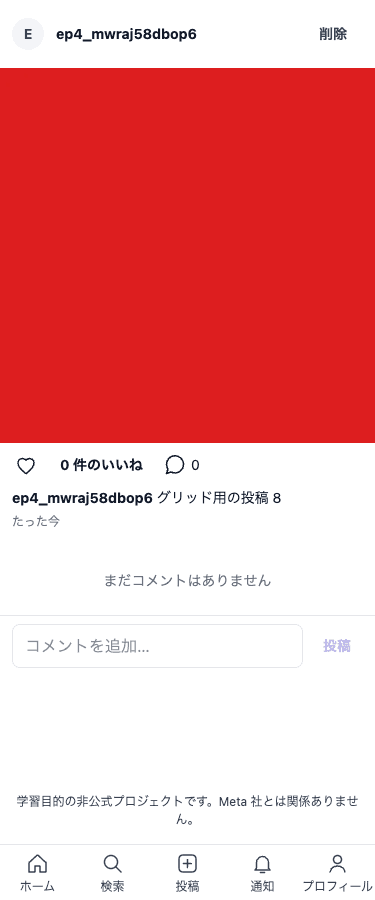 E ep4_mwraj58dbop6 削除
0 件のいいね 0
ep4_mwraj58dbop6 グリッド用の投稿 8
たった今
まだコメントはありません
コメントを追加... 投稿
学習目的の非公式プロジェクトです。Meta 社とは関係ありませ
ん。
ホーム 検索 投稿 通知 プロフィール